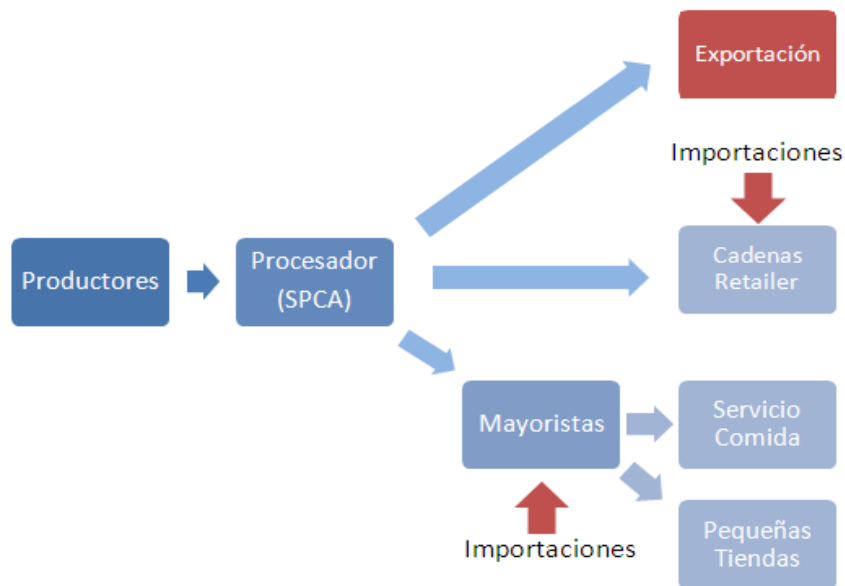 Exportación
Importaciones
Productores
Procesador
(SPCA)
Cadenas
Retailer
Mayoristas
Servicio
Comida
Importaciones
Pequeñas
Tiendas